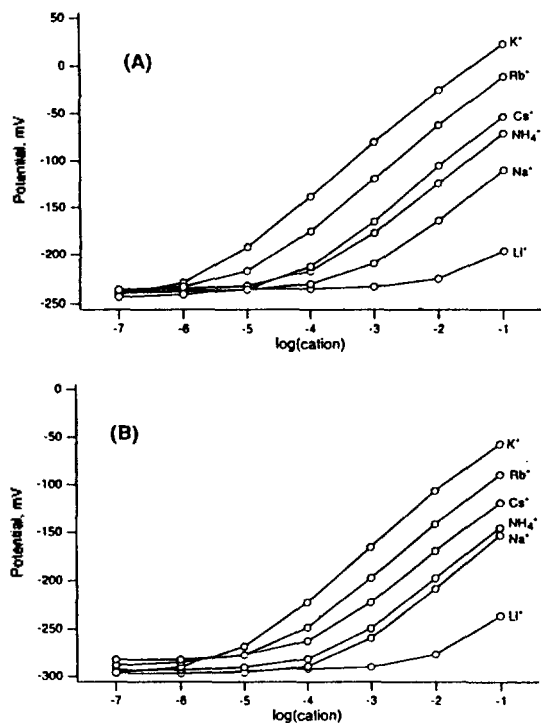 (A)
Potential, mV
50
0
-50
-100
-150
-200
-250
-7
-6
-5
-4
-3
-2
-1
log(cation)
K⁺
Rb⁺
Cs⁺
NH₄⁺
Na⁺
Li⁺
(B)
Potential, mV
0
-50
-100
-150
-200
-250
-300
-7
-6
-5
-4
-3
-2
-1
log(cation)
K⁺
Rb⁺
Cs⁺
NH₄⁺
Na⁺
Li⁺